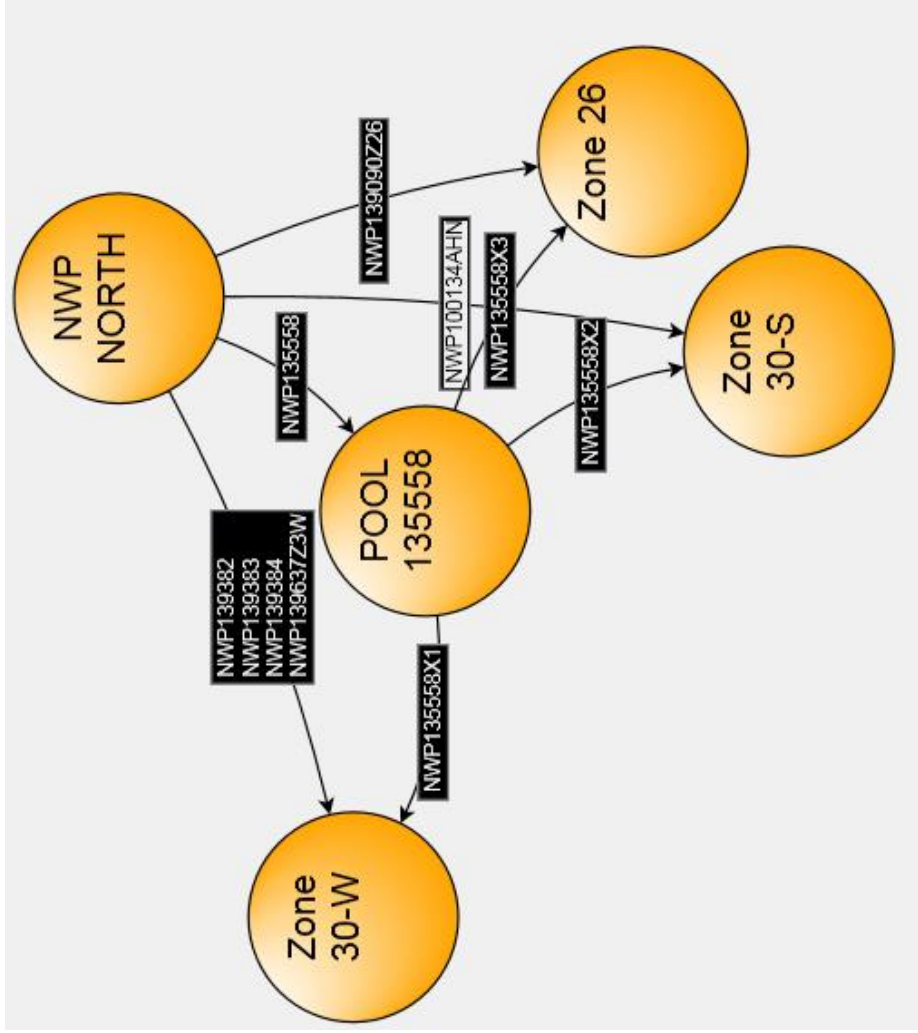 Zone
30-W
NWP139382
NWP139383
NWP139384
NWP139637Z3W
NWP
NORTH
NWP135558X1
POOL
135558
NWP135558
NWP139090Z26
NWP100134AHN
NWP135558X3
NWP135558X2
Zone 26
Zone
30-S